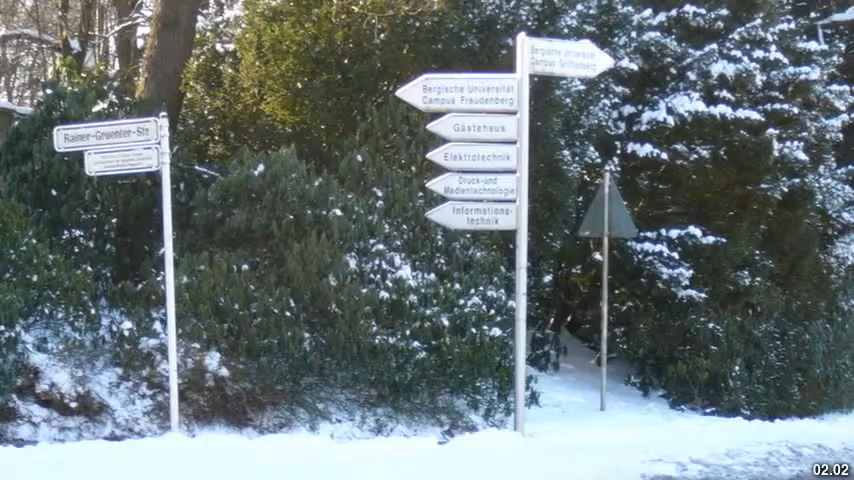 Rainer-Gruenter-Str.
Bergische Universität
Campus Grifflenberg
Bergische Universität
Campus Freudenberg
Gästehaus
Elektrotechnik
Druck-und
Medientechnologie
Informations-
technik
02.02